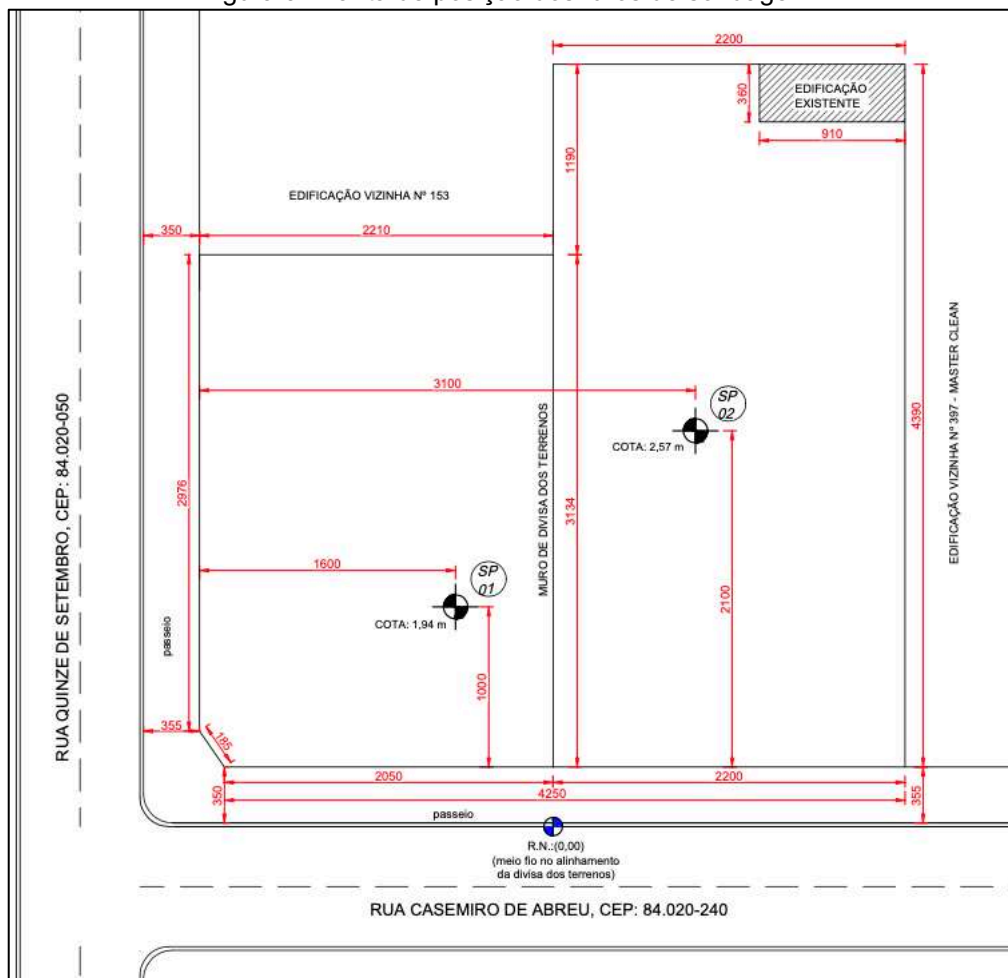 2200
EDIFICAÇÃO
EXISTENTE
360
910
1190
EDIFICAÇÃO VIZINHA Nº 153
350
2210
3100
SP
02
COTA: 2,57 m
MURO DE DIVISA DOS TERRENOS
4390
EDIFICAÇÃO VIZINHA Nº 397 - MASTER CLEAN
RUA QUINZE DE SETEMBRO, CEP: 84.020-050
2976
3134
1600
SP
01
COTA: 1,94 m
2100
1000
passeio
355
185
2050
2200
350
4250
355
passeio
R.N.:(0,00)
(meio fio no alinhamento
da divisa dos terrenos)
RUA CASEMIRO DE ABREU, CEP: 84.020-240